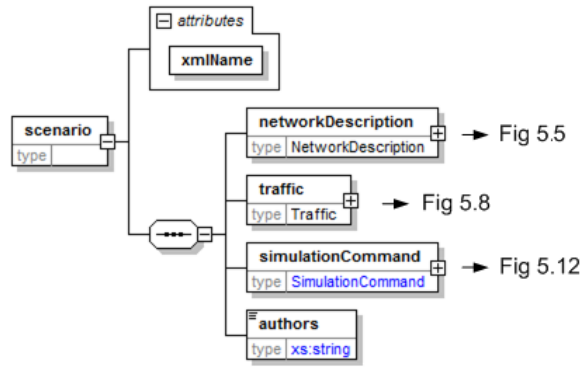 attributes
xmlName
scenario
type
networkDescription
type NetworkDescription
Fig 5.5
traffic
type Traffic
Fig 5.8
simulationCommand
type SimulationCommand
Fig 5.12
authors
type xs:string